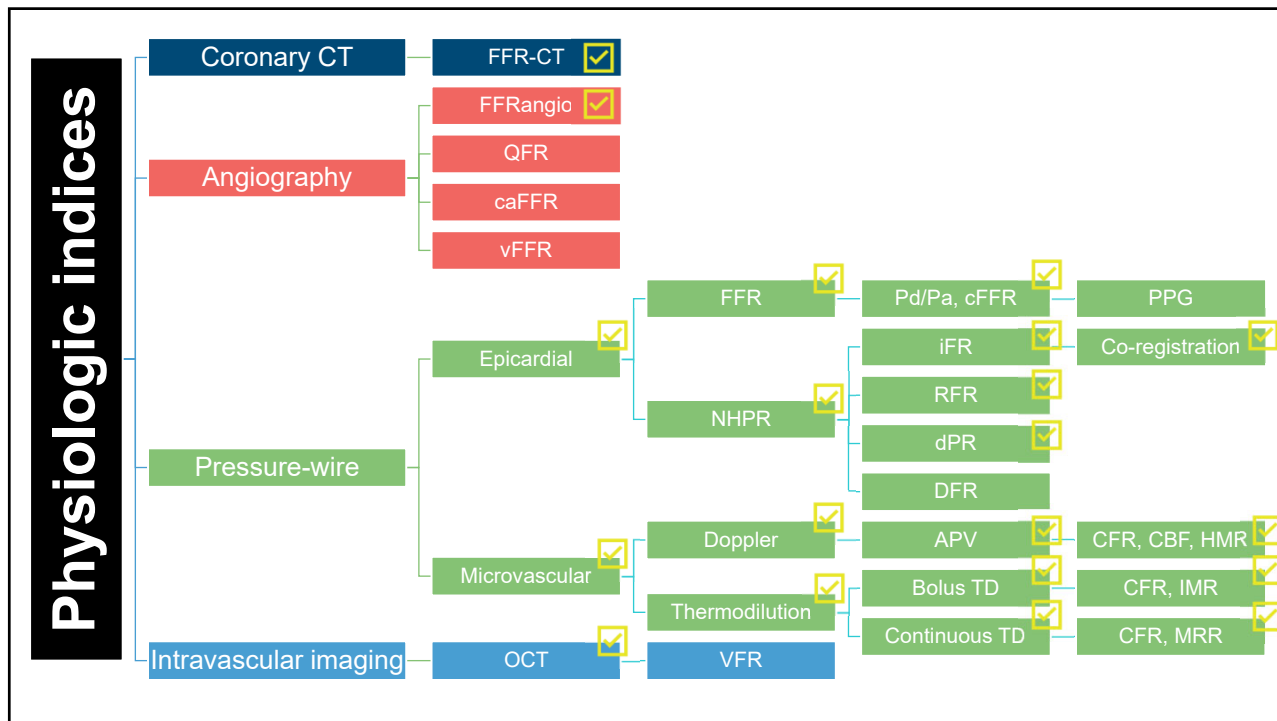 Physiologic indices
Coronary CT
FFR-CT
Angiography
FFRangio
QFR
caFFR
vFFR
Pressure-wire
Epicardial
FFR
Pd/Pa, cFFR
PPG
NHPR
iFR
Co-registration
RFR
dPR
DFR
Microvascular
Doppler
APV
CFR, CBF, HMR
Thermodilution
Bolus TD
CFR, IMR
Continuous TD
CFR, MRR
Intravascular imaging
OCT
VFR